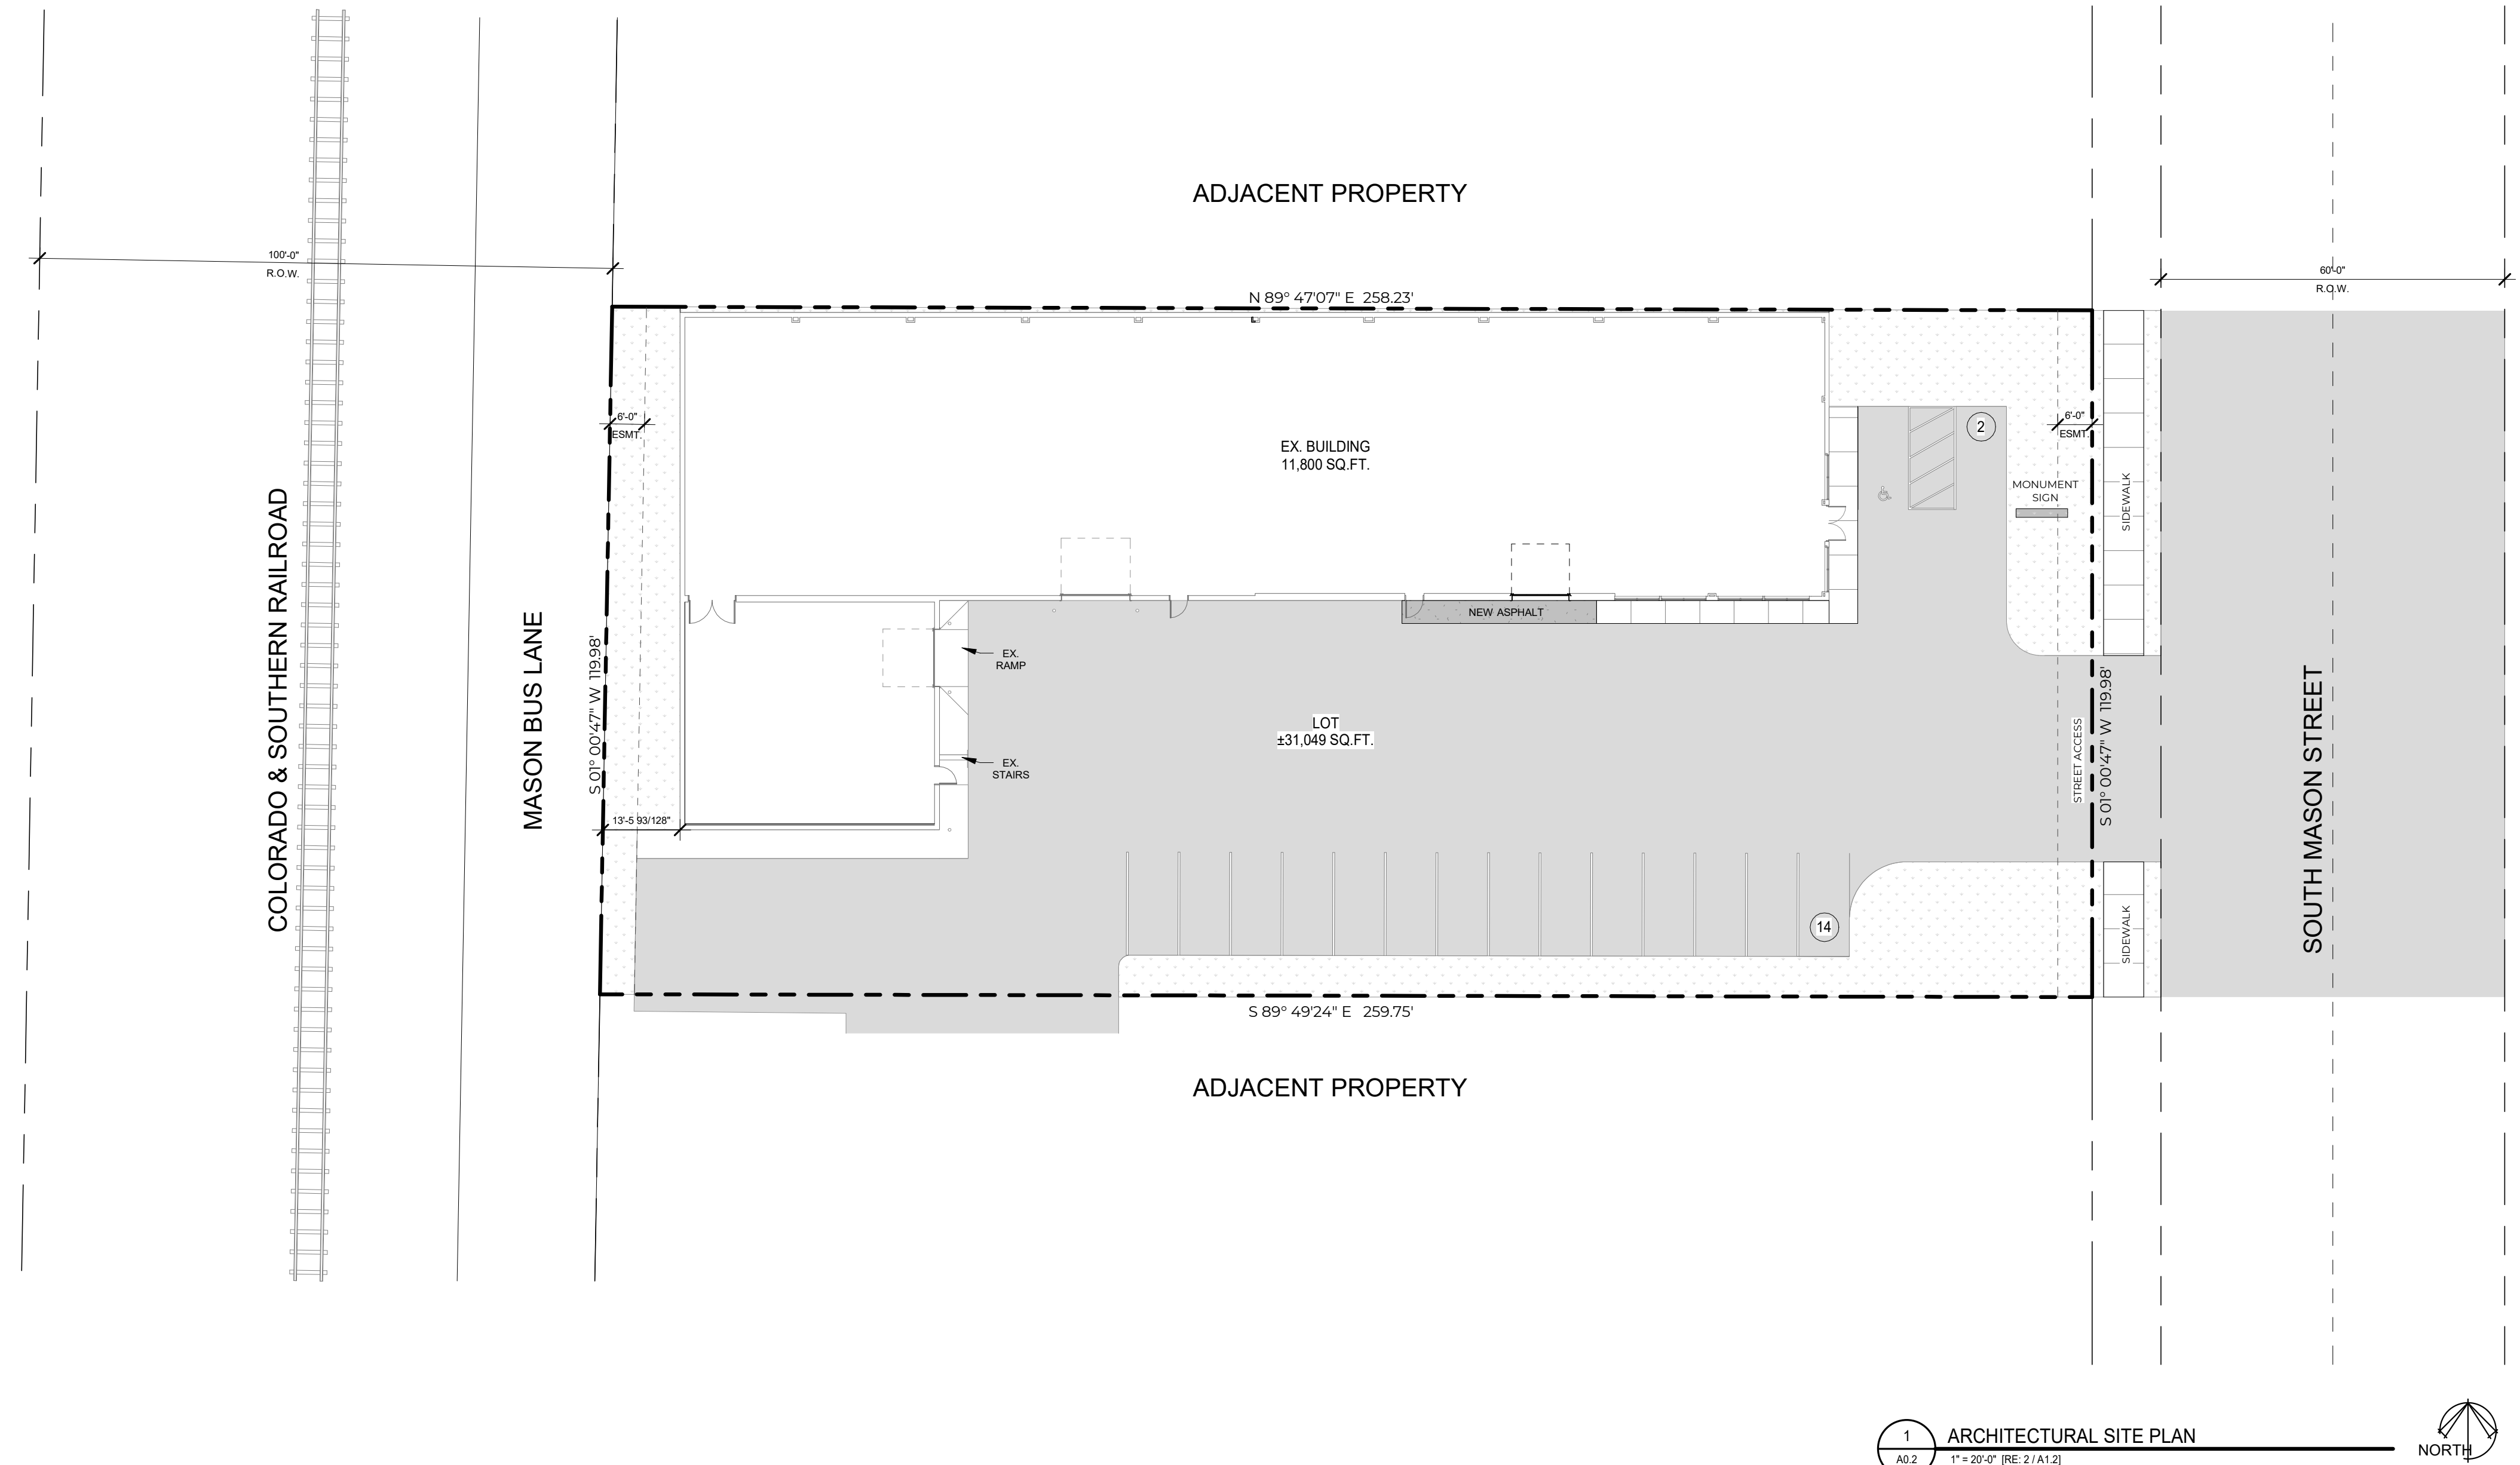 ADJACENT PROPERTY
100'-0"
R.O.W.
60'-0"
R.O.W.
N 89° 47'07" E 258.23'
6'-0"
ESMT.
6'-0"
ESMT.
2
EX. BUILDING
11,800 SQ.FT.
MONUMENT
SIGN
SIDEWALK
NEW ASPHALT
EX.
RAMP
COLORADO & SOUTHERN RAILROAD
MASON BUS LANE
S 01° 00'47" W 119.98'
LOT
±31,049 SQ.FT.
EX.
STAIRS
STREET ACCESS
S 01° 00'47" W 119.98'
SOUTH MASON STREET
13'-5 93/128"
14
SIDEWALK
S 89° 49'24" E 259.75'
ADJACENT PROPERTY
1
A0.2
ARCHITECTURAL SITE PLAN
1" = 20'-0" [RE: 2 / A1.2]
NORTH